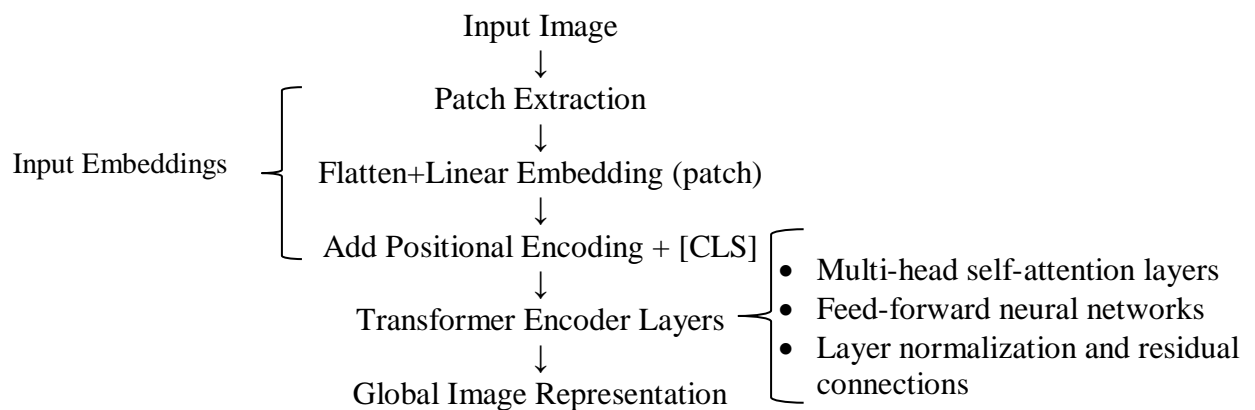 Input Image
↓
Patch Extraction
↓
Input Embeddings
Flatten+Linear Embedding (patch)
↓
Add Positional Encoding + [CLS]
↓
Transformer Encoder Layers
↓
Global Image Representation
• Multi-head self-attention layers
• Feed-forward neural networks
• Layer normalization and residual
connections